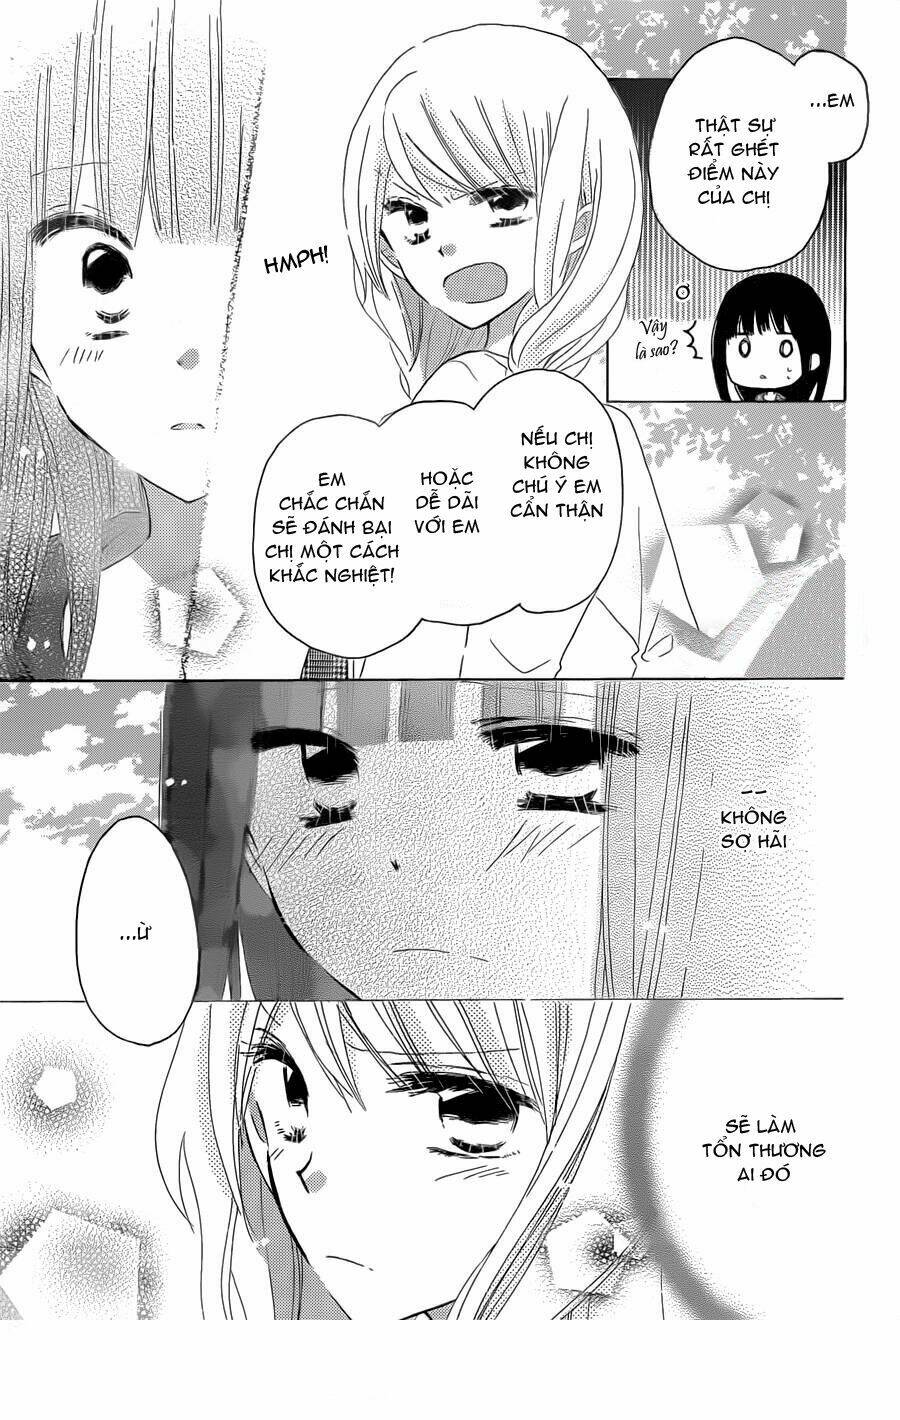 ...EM
THẬT SỰ
RẤT GHÉT
ĐIỂM NÀY
CỦA CHỊ
Ơ
Vậy
là sao?
HMPH!
NẾU CHỊ
KHÔNG
CHÚ Ý EM
CẨN THẬN
HOẶC
DỄ DÃI
VỚI EM
EM
CHẮC CHẮN
SẼ ĐÁNH BẠI
CHỊ MỘT CÁCH
KHẮC NGHIỆT!
--
KHÔNG
SỢ HÃI
...Ừ
SẼ LÀM
TỔN THƯƠNG
AI ĐÓ